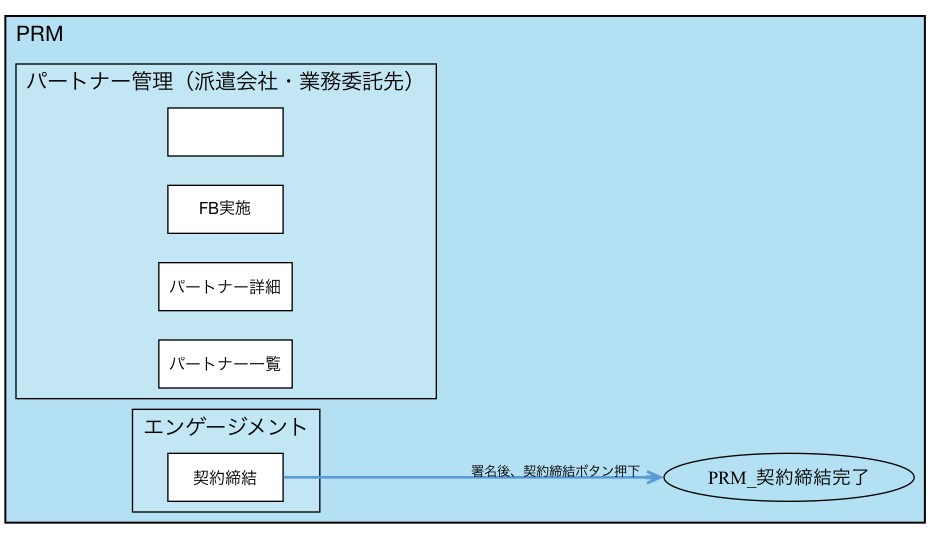 PRM
パートナー管理（派遣会社・業務委託先）
FB実施
パートナー詳細
パートナー一覧
エンゲージメント
契約締結
署名後、契約締結ボタン押下
PRM_契約締結完了